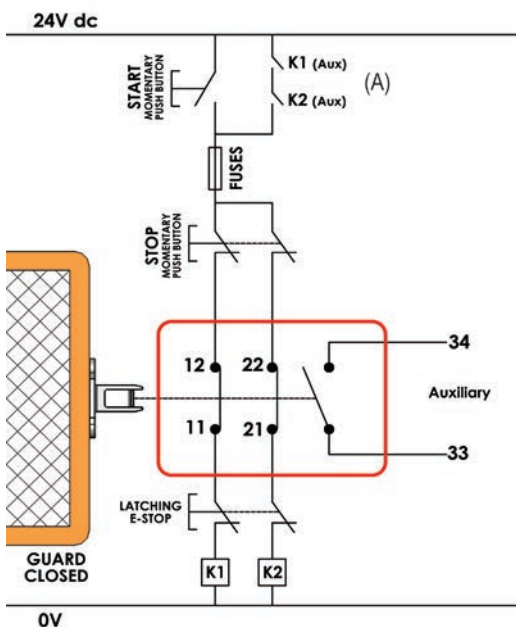 24V dc
START
MOMENTARY
PUSH BUTTON
K1 (Aux)
K2 (Aux)
(A)
FUSES
STOP
MOMENTARY
PUSH BUTTON
12
22
34
Auxiliary
11
21
33
LATCHING
E-STOP
GUARD
CLOSED
K1
K2
0V